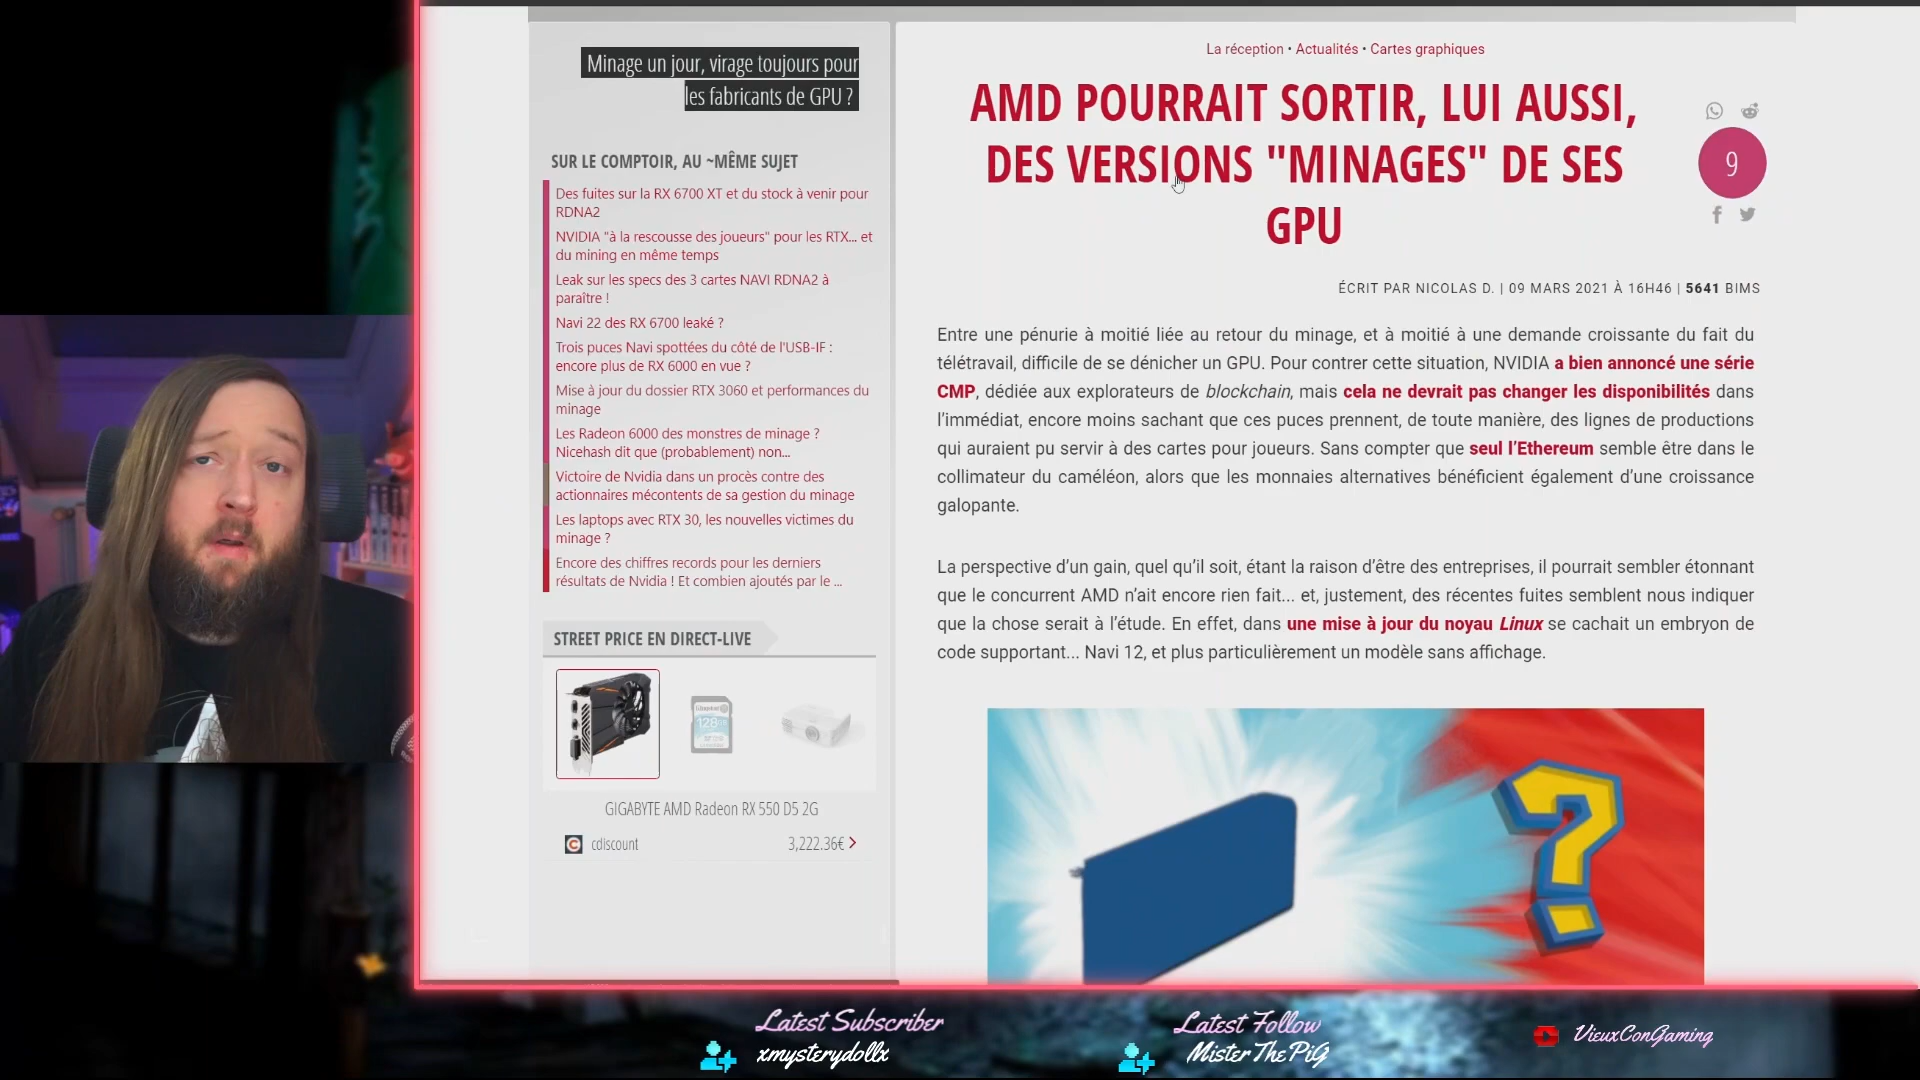 Minage un jour, virage toujours pour
les fabricants de GPU ?
SUR LE COMPTOIR, AU ~MÊME SUJET
Des fuites sur la RX 6700 XT et du stock à venir pour
RDNA2
NVIDIA "à la rescousse des joueurs" pour les RTX... et
du mining en même temps
Leak sur les specs des 3 cartes NAVI RDNA2 à
paraître !
Navi 22 des RX 6700 leaké ?
Trois puces Navi spottées du côté de l'USB-IF :
encore plus de RX 6000 en vue ?
Mise à jour du dossier RTX 3060 et performances du
minage
Les Radeon 6000 des monstres de minage ?
Nicehash dit que (probablement) non...
Victoire de Nvidia dans un procès contre des
actionnaires mécontents de sa gestion du minage
Les laptops avec RTX 30, les nouvelles victimes du
minage ?
Encore des chiffres records pour les derniers
résultats de Nvidia ! Et combien ajoutés par le ...
STREET PRICE EN DIRECT-LIVE
128GB
GIGABYTE AMD Radeon RX 550 D5 2G
cdiscount 3,222.36€
La réception • Actualités • Cartes graphiques
AMD POURRAIT SORTIR, LUI AUSSI,
DES VERSIONS "MINAGES" DE SES
GPU
9
ÉCRIT PAR NICOLAS D. | 09 MARS 2021 À 16H46 | 5641 BIMS
Entre une pénurie à moitié liée au retour du minage, et à moitié à une demande croissante du fait du
télétravail, difficile de se dénicher un GPU. Pour contrer cette situation, NVIDIA a bien annoncé une série
CMP, dédiée aux explorateurs de blockchain, mais cela ne devrait pas changer les disponibilités dans
l'immédiat, encore moins sachant que ces puces prennent, de toute manière, des lignes de productions
qui auraient pu servir à des cartes pour joueurs. Sans compter que seul l'Ethereum semble être dans le
collimateur du caméléon, alors que les monnaies alternatives bénéficient également d'une croissance
galopante.
La perspective d'un gain, quel qu'il soit, étant la raison d'être des entreprises, il pourrait sembler étonnant
que le concurrent AMD n'ait encore rien fait... et, justement, des récentes fuites semblent nous indiquer
que la chose serait à l'étude. En effet, dans une mise à jour du noyau Linux se cachait un embryon de
code supportant... Navi 12, et plus particulièrement un modèle sans affichage.
?
Latest Subscriber
xmysterydollx
Latest Follow
MisterThePiG
VieuxConGaming